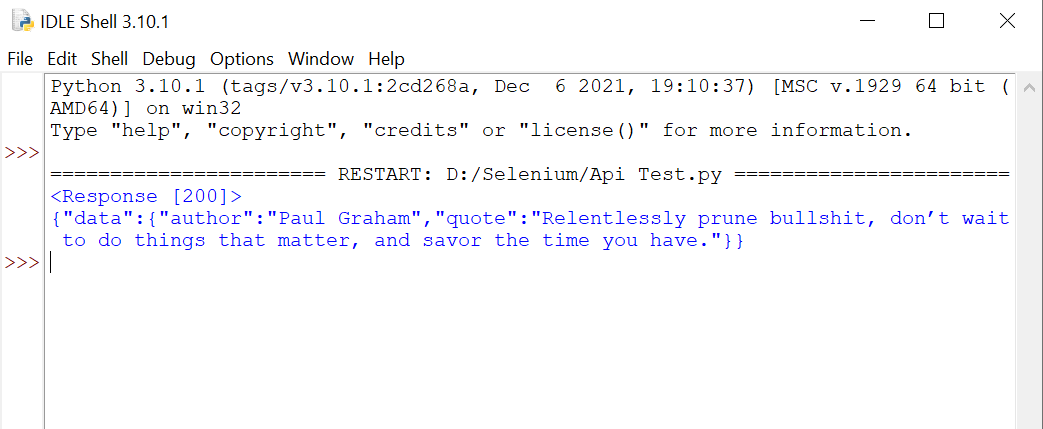 IDLE Shell 3.10.1
File Edit Shell Debug Options Window Help
Python 3.10.1 (tags/v3.10.1:2cd268a, Dec  6 2021, 19:10:37) [MSC v.1929 64 bit (
AMD64)] on win32
Type "help", "copyright", "credits" or "license()" for more information.
>>>
======================= RESTART: D:/Selenium/Api Test.py =======================
<Response [200]>
{"data":{"author":"Paul Graham","quote":"Relentlessly prune bullshit, don’t wait
 to do things that matter, and savor the time you have."}}
>>>